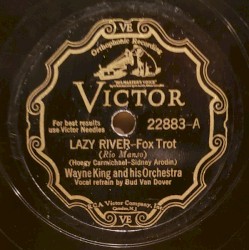 VE
Orthophonic Recording
"HIS MASTER'S VOICE"
VICTOR
For best results
use Victor Needles
22883-A
LAZY RIVER-Fox Trot
(Rio Manso)
(Hoagy Carmichael-Sidney Arodin)
Wayne King and his Orchestra
Vocal refrain by Bud Van Dover
RCA Victor Company, Inc.
Camden, N.J.
VE